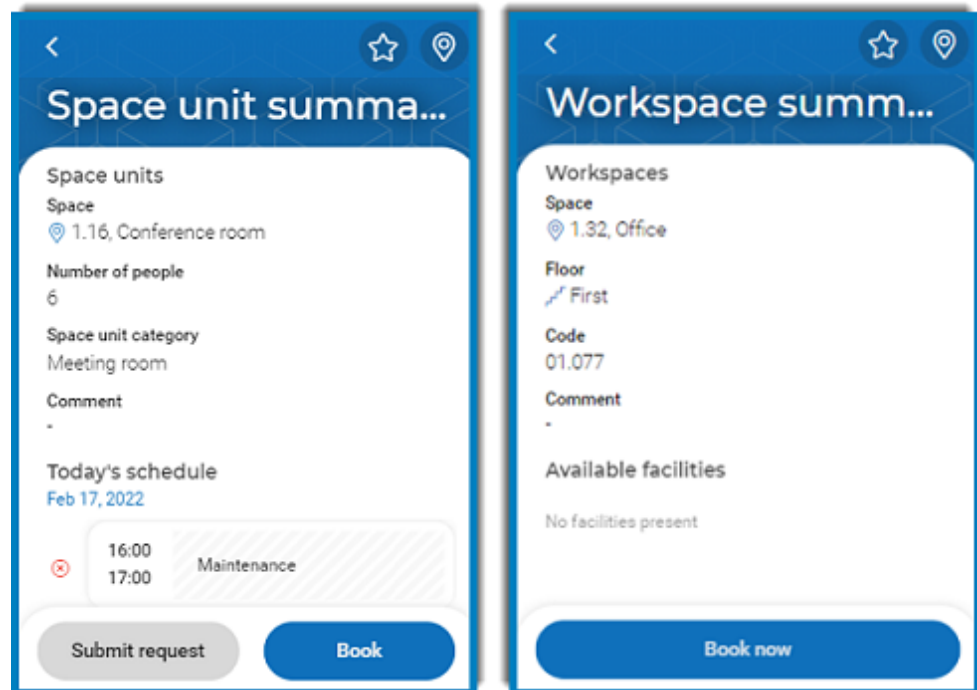 Space unit summa...
Space units
Space
1.16, Conference room
Number of people
6
Space unit category
Meeting room
Comment
-
Today's schedule
Feb 17, 2022
16:00
17:00
Maintenance
Submit request
Book
Workspace summ...
Workspaces
Space
1.32, Office
Floor
First
Code
01.077
Comment
-
Available facilities
No facilities present
Book now